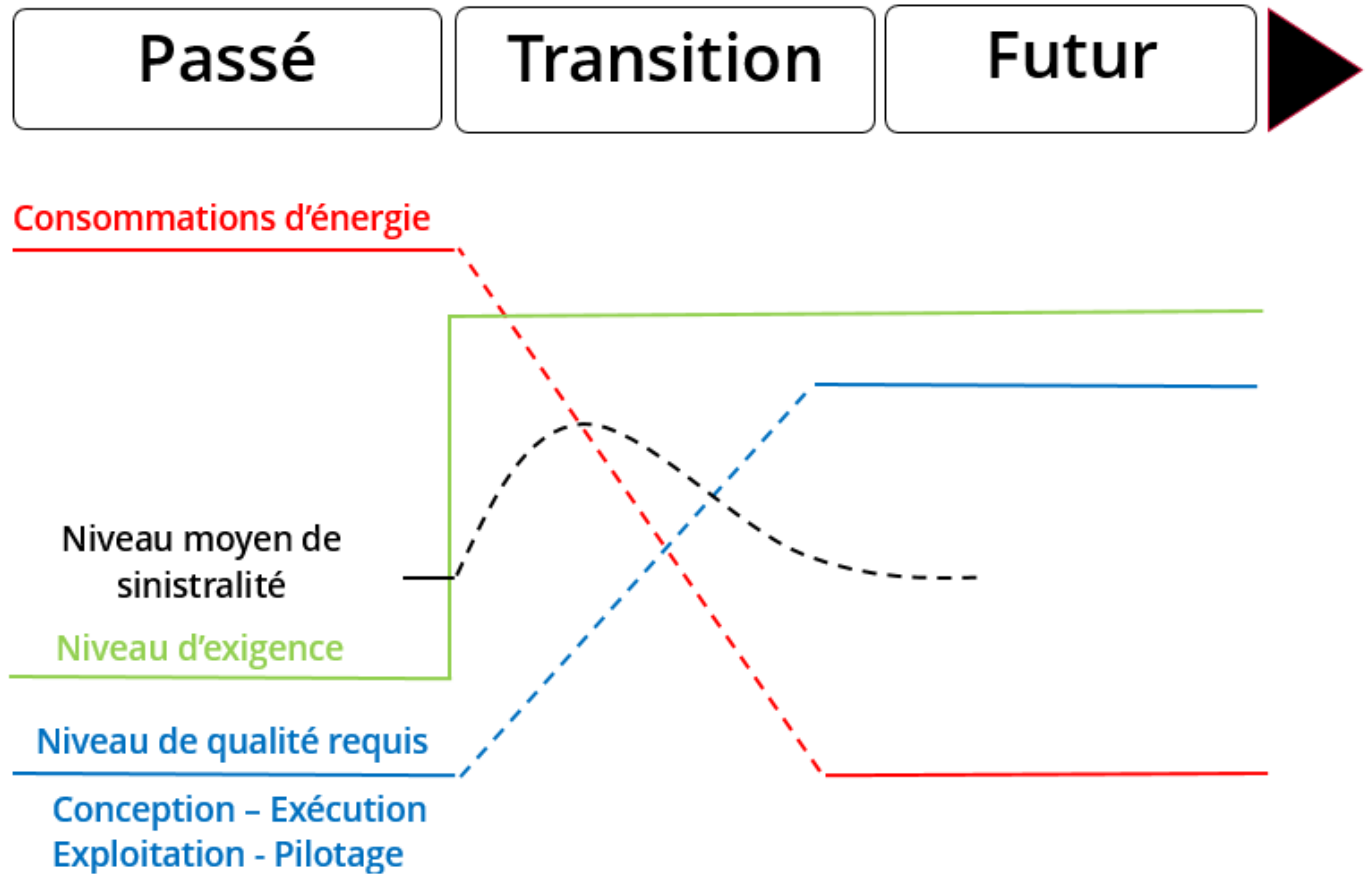 Passé
Transition
Futur
Consommations d’énergie
Niveau moyen de
sinistralité
Niveau d’exigence
Niveau de qualité requis
Conception – Exécution
Exploitation - Pilotage